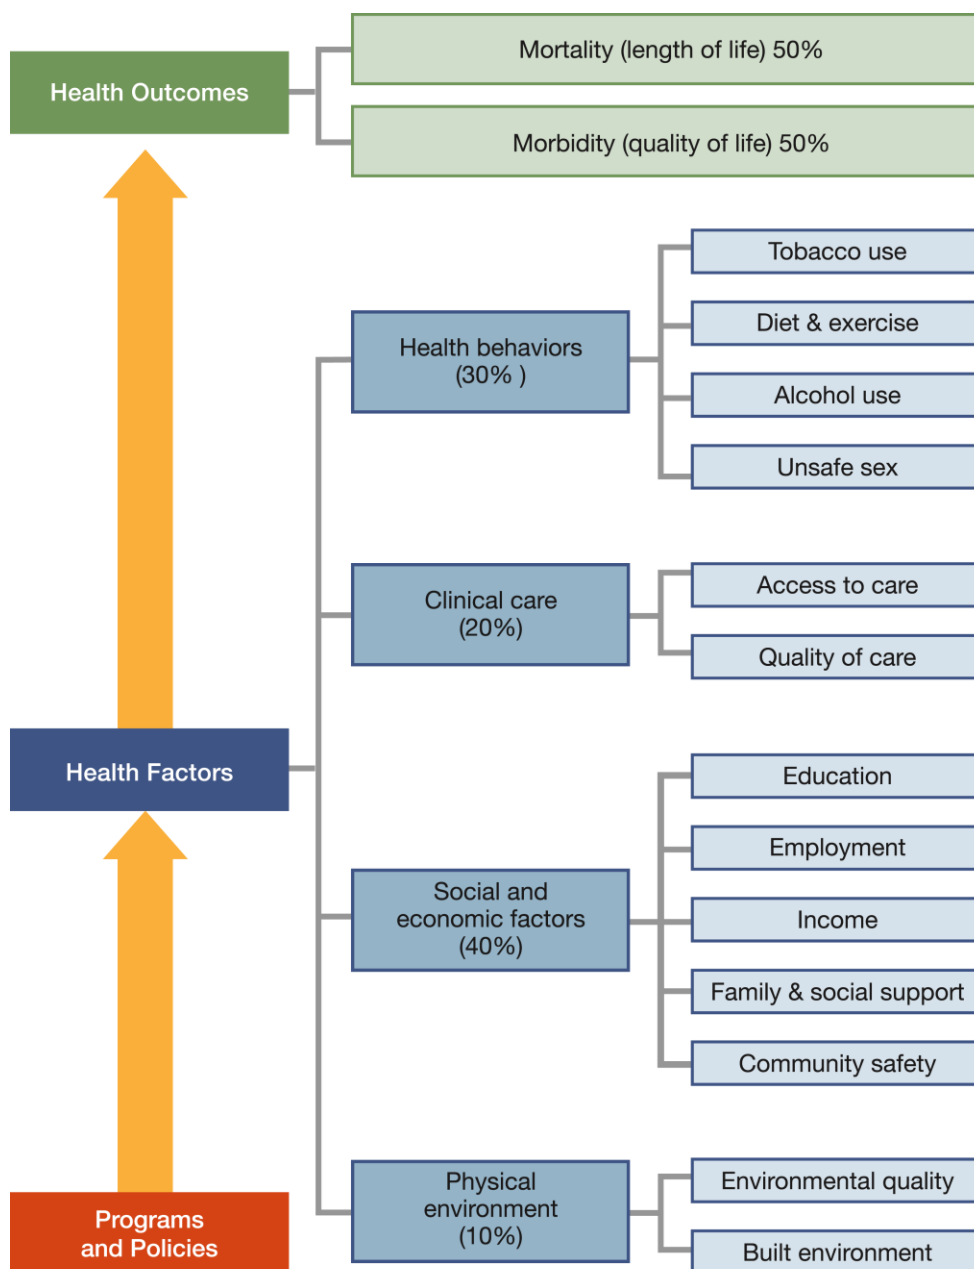 Health Outcomes
Mortality (length of life) 50%
Morbidity (quality of life) 50%
Health Factors
Health behaviors
(30% )
Tobacco use
Diet & exercise
Alcohol use
Unsafe sex
Clinical care
(20%)
Access to care
Quality of care
Social and
economic factors
(40%)
Education
Employment
Income
Family & social support
Community safety
Physical
environment
(10%)
Environmental quality
Built environment
Programs
and Policies